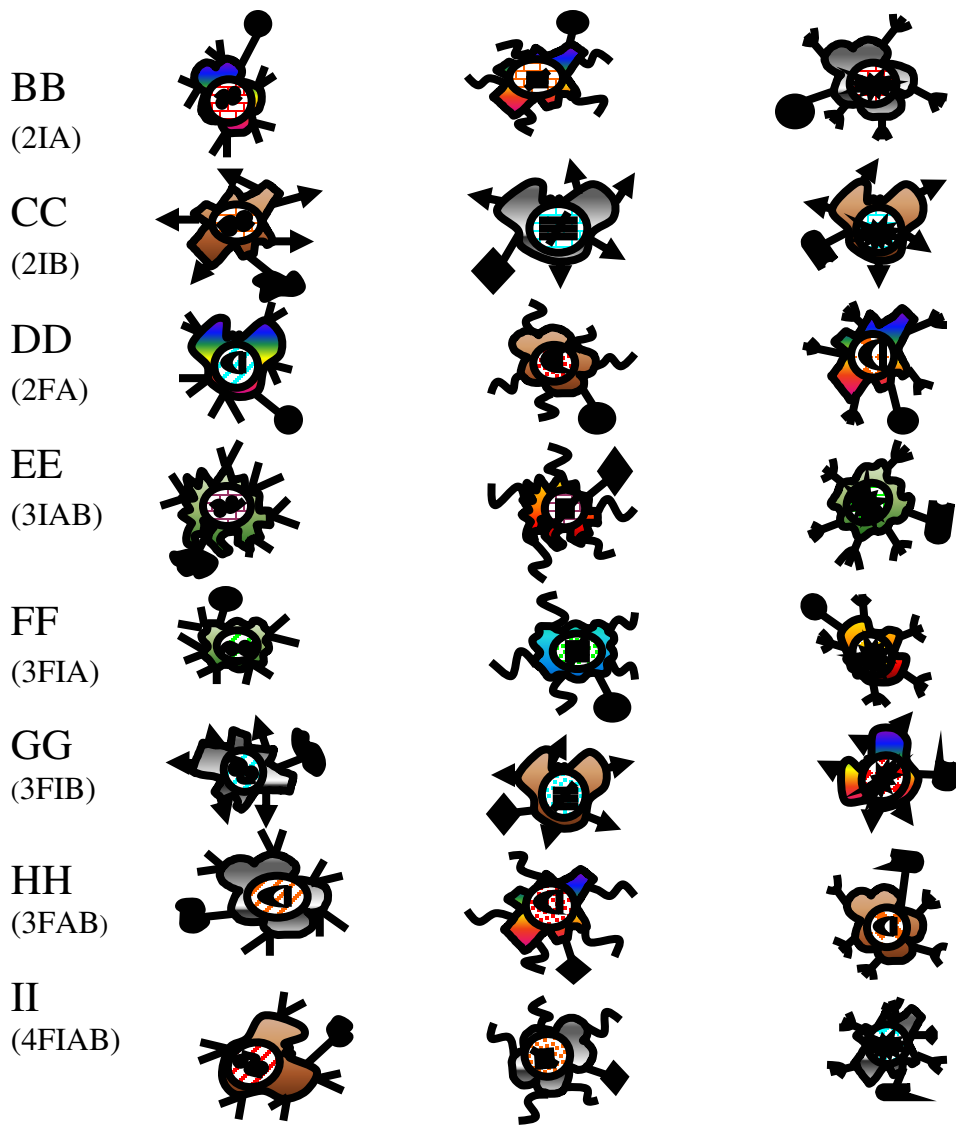 BB
(2IA)
CC
(2IB)
DD
(2FA)
EE
(3IAB)
FF
(3FIA)
GG
(3FIB)
HH
(3FAB)
II
(4FIAB)